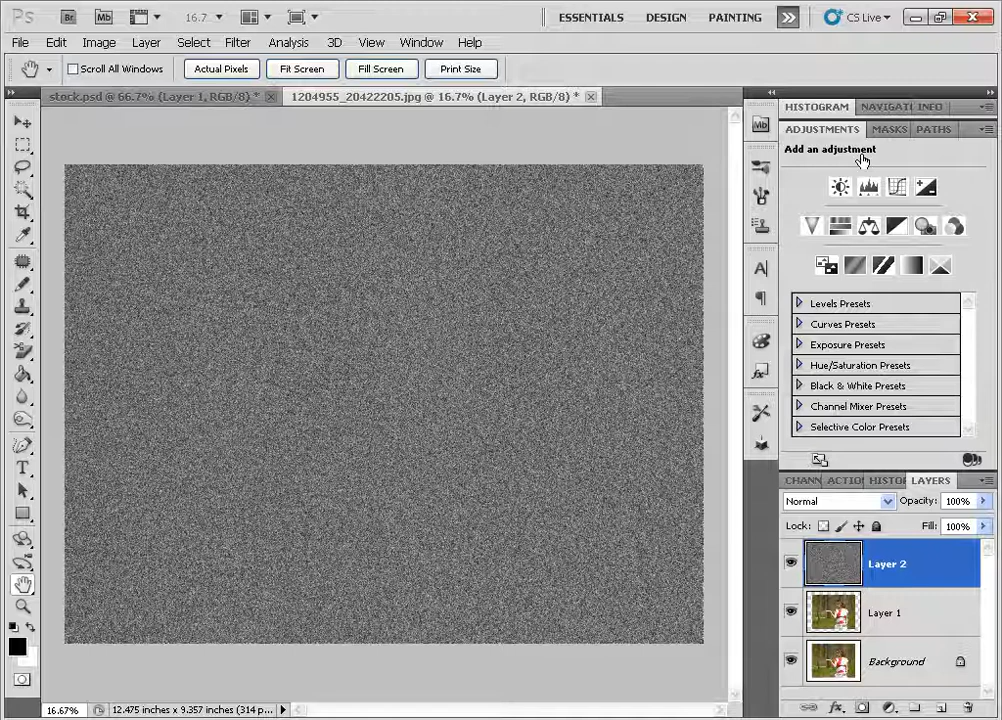 Ps Br Mb 16.7 ESSENTIALS DESIGN PAINTING CS Live
File Edit Image Layer Select Filter Analysis 3D View Window Help
Scroll All Windows Actual Pixels Fit Screen Fill Screen Print Size
stock.psd @ 66.7% (Layer 1, RGB/8) * 1204955_20422205.jpg @ 16.7% (Layer 2, RGB/8) *
HISTOGRAM NAVIGATI INFO
ADJUSTMENTS MASKS PATHS
Add an adjustment
Levels Presets
Curves Presets
Exposure Presets
Hue/Saturation Presets
Black & White Presets
Channel Mixer Presets
Selective Color Presets
CHANN ACTIO HISTO LAYERS
Normal Opacity: 100%
Lock: Fill: 100%
Layer 2
Layer 1
Background
16.67% 12.475 inches x 9.357 inches (314 p...